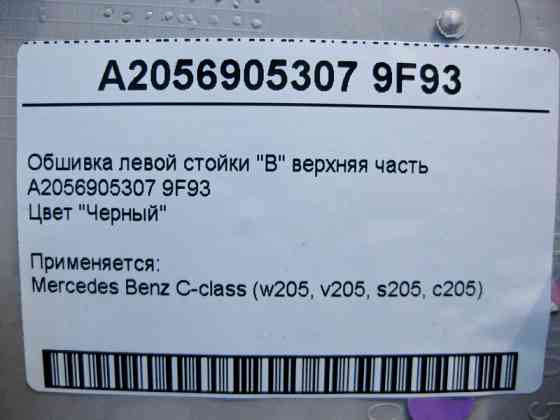 A2056905307 9F93
Обшивка левой стойки "B" верхняя часть
A2056905307 9F93
Цвет "Черный"
Применяется:
Mercedes Benz C-class (w205, v205, s205, c205)